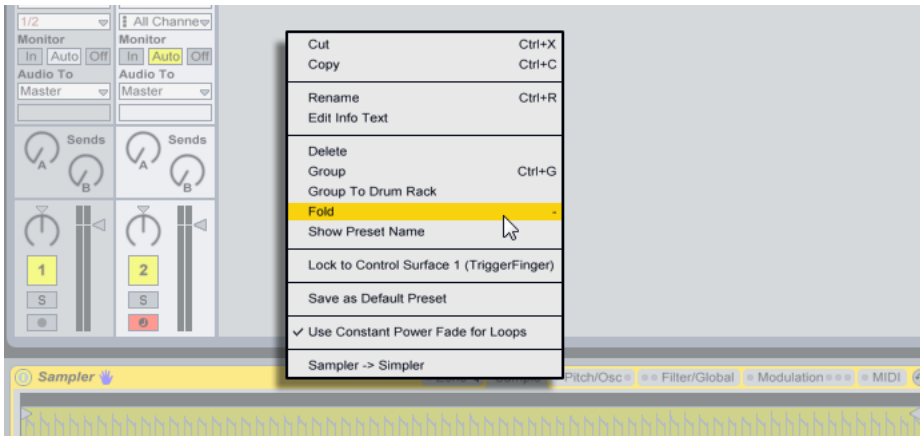 1/2 All Channe
Monitor Monitor
In Auto Off In Auto Off
Audio To Audio To
Master Master
Sends Sends
A B A B
1 2
S S
Cut Ctrl+X
Copy Ctrl+C
Rename Ctrl+R
Edit Info Text
Delete
Group Ctrl+G
Group To Drum Rack
Fold -
Show Preset Name
Lock to Control Surface 1 (TriggerFinger)
Save as Default Preset
✓ Use Constant Power Fade for Loops
Sampler -> Simpler
Sampler Pitch/Osc Filter/Global Modulation MIDI